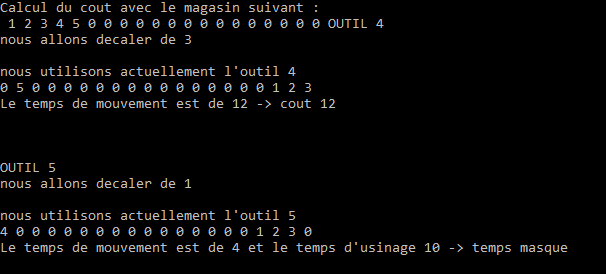 Calcul du cout avec le magasin suivant :
1 2 3 4 5 0 0 0 0 0 0 0 0 0 0 0 0 0 0 0 OUTIL 4
nous allons decaler de 3
nous utilisons actuellement l'outil 4
0 5 0 0 0 0 0 0 0 0 0 0 0 0 0 0 0 1 2 3
Le temps de mouvement est de 12 -> cout 12
OUTIL 5
nous allons decaler de 1
nous utilisons actuellement l'outil 5
4 0 0 0 0 0 0 0 0 0 0 0 0 0 0 0 1 2 3 0
Le temps de mouvement est de 4 et le temps d'usinage 10 -> temps masque